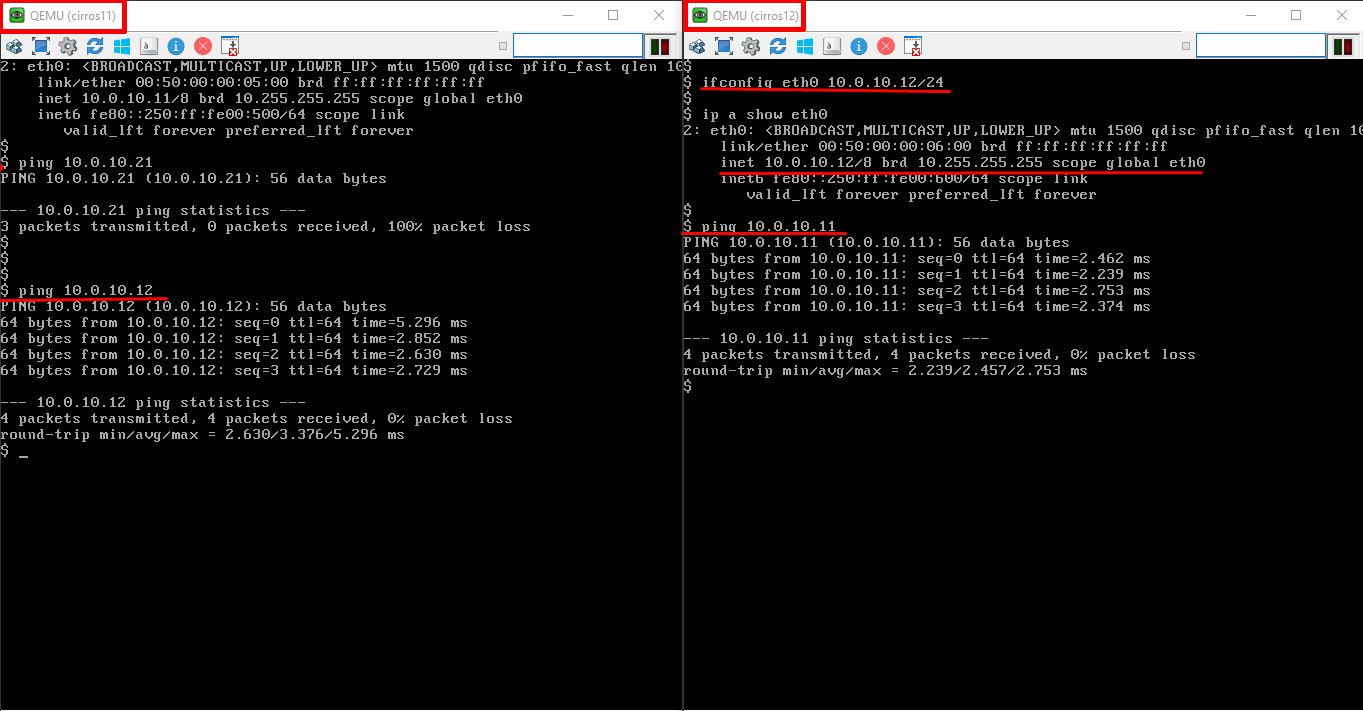 QEMU (cirros11)
2: eth0: <BROADCAST,MULTICAST,UP,LOWER_UP> mtu 1500 qdisc pfifo_fast qlen 10
link/ether 00:50:00:00:05:00 brd ff:ff:ff:ff:ff:ff
inet 10.0.10.11/8 brd 10.255.255.255 scope global eth0
inet6 fe80::250:ff:fe00:500/64 scope link
valid_lft forever preferred_lft forever
$
$ ping 10.0.10.21
PING 10.0.10.21 (10.0.10.21): 56 data bytes
--- 10.0.10.21 ping statistics ---
3 packets transmitted, 0 packets received, 100% packet loss
$
$
$
$ ping 10.0.10.12
PING 10.0.10.12 (10.0.10.12): 56 data bytes
64 bytes from 10.0.10.12: seq=0 ttl=64 time=5.296 ms
64 bytes from 10.0.10.12: seq=1 ttl=64 time=2.852 ms
64 bytes from 10.0.10.12: seq=2 ttl=64 time=2.630 ms
64 bytes from 10.0.10.12: seq=3 ttl=64 time=2.729 ms
--- 10.0.10.12 ping statistics ---
4 packets transmitted, 4 packets received, 0% packet loss
round-trip min/avg/max = 2.630/3.376/5.296 ms
$ _
QEMU (cirros12)
$
$ ifconfig eth0 10.0.10.12/24
$
$ ip a show eth0
2: eth0: <BROADCAST,MULTICAST,UP,LOWER_UP> mtu 1500 qdisc pfifo_fast qlen 10
link/ether 00:50:00:00:06:00 brd ff:ff:ff:ff:ff:ff
inet 10.0.10.12/8 brd 10.255.255.255 scope global eth0
inet6 fe80::250:ff:fe00:600/64 scope link
valid_lft forever preferred_lft forever
$
$ ping 10.0.10.11
PING 10.0.10.11 (10.0.10.11): 56 data bytes
64 bytes from 10.0.10.11: seq=0 ttl=64 time=2.462 ms
64 bytes from 10.0.10.11: seq=1 ttl=64 time=2.239 ms
64 bytes from 10.0.10.11: seq=2 ttl=64 time=2.753 ms
64 bytes from 10.0.10.11: seq=3 ttl=64 time=2.374 ms
--- 10.0.10.11 ping statistics ---
4 packets transmitted, 4 packets received, 0% packet loss
round-trip min/avg/max = 2.239/2.457/2.753 ms
$